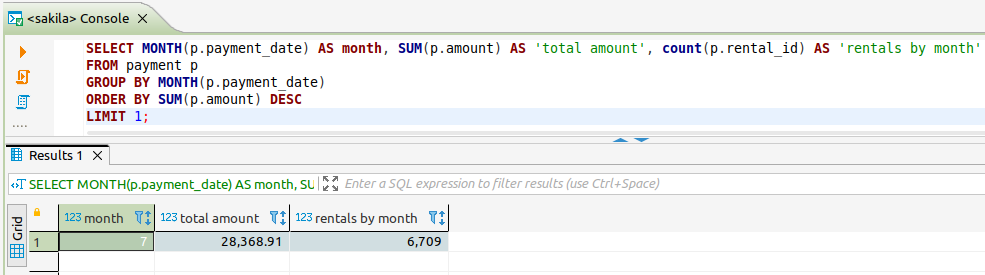 <sakila> Console
SELECT MONTH(p.payment_date) AS month, SUM(p.amount) AS 'total amount', count(p.rental_id) AS 'rentals by month'
FROM payment p
GROUP BY MONTH(p.payment_date)
ORDER BY SUM(p.amount) DESC
LIMIT 1;
Results 1
SELECT MONTH(p.payment_date) AS month, SU
Enter a SQL expression to filter results (use Ctrl+Space)
Grid
123 month 123 total amount 123 rentals by month
1 7 28,368.91 6,709